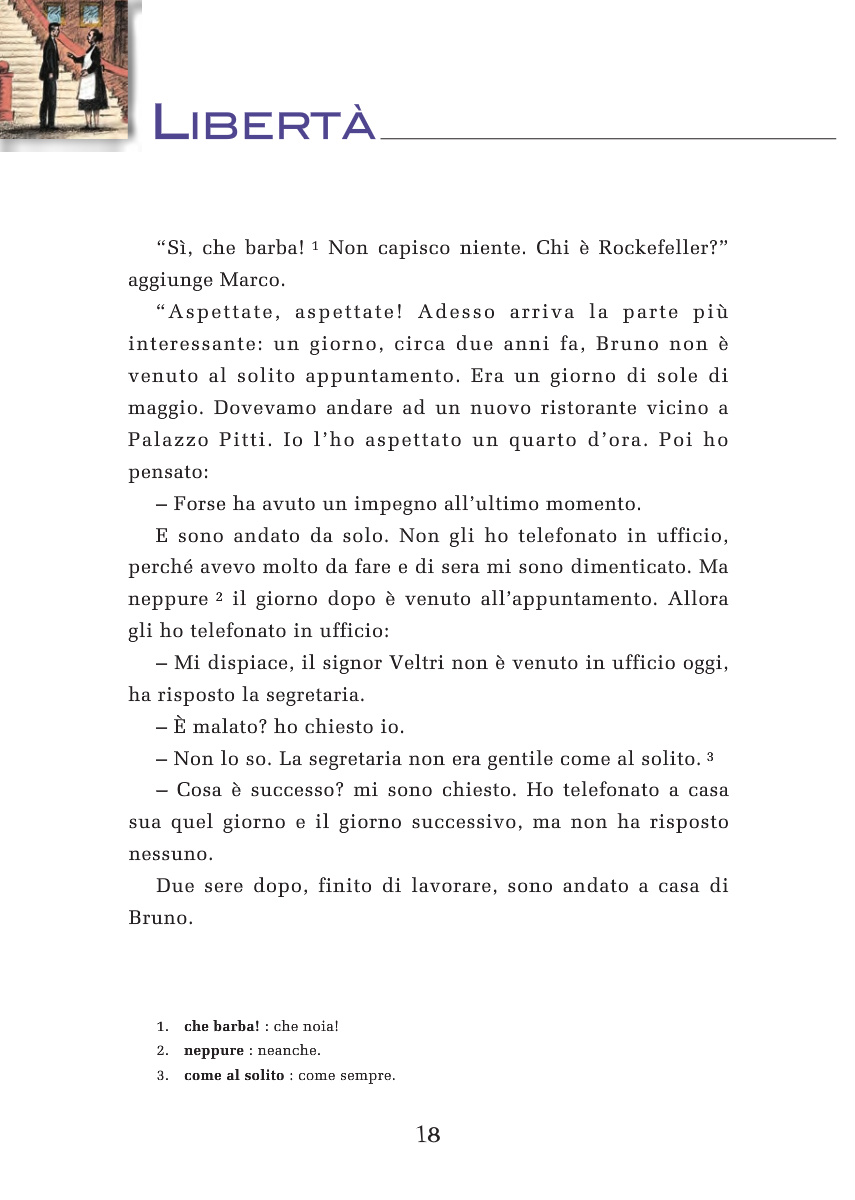 LIBERTÀ
“Sì, che barba! 1 Non capisco niente. Chi è Rockefeller?”
aggiunge Marco.
“Aspettate, aspettate! Adesso arriva la parte più
interessante: un giorno, circa due anni fa, Bruno non è
venuto al solito appuntamento. Era un giorno di sole di
maggio. Dovevamo andare ad un nuovo ristorante vicino a
Palazzo Pitti. Io l’ho aspettato un quarto d’ora. Poi ho
pensato:
– Forse ha avuto un impegno all’ultimo momento.
E sono andato da solo. Non gli ho telefonato in ufficio,
perché avevo molto da fare e di sera mi sono dimenticato. Ma
neppure 2 il giorno dopo è venuto all’appuntamento. Allora
gli ho telefonato in ufficio:
– Mi dispiace, il signor Veltri non è venuto in ufficio oggi,
ha risposto la segretaria.
– È malato? ho chiesto io.
– Non lo so. La segretaria non era gentile come al solito. 3
– Cosa è successo? mi sono chiesto. Ho telefonato a casa
sua quel giorno e il giorno successivo, ma non ha risposto
nessuno.
Due sere dopo, finito di lavorare, sono andato a casa di
Bruno.
1. che barba! : che noia!
2. neppure : neanche.
3. come al solito : come sempre.
18